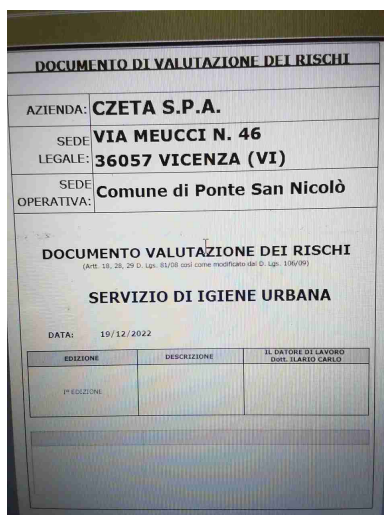 DOCUMENTO DI VALUTAZIONE DEI RISCHI
AZIENDA: CZETA S.P.A.
SEDE LEGALE: VIA MEUCCI N. 46
36057 VICENZA (VI)
SEDE OPERATIVA: Comune di Ponte San Nicolò
DOCUMENTO VALUTAZIONE DEI RISCHI
(Artt. 18, 28, 29 D. Lgs. 81/08 così come modificato dal D. Lgs. 106/09)
SERVIZIO DI IGIENE URBANA
DATA: 19/12/2022
EDIZIONE DESCRIZIONE IL DATORE DI LAVORO
Dott. ILARIO CARLO
1ª EDIZIONE